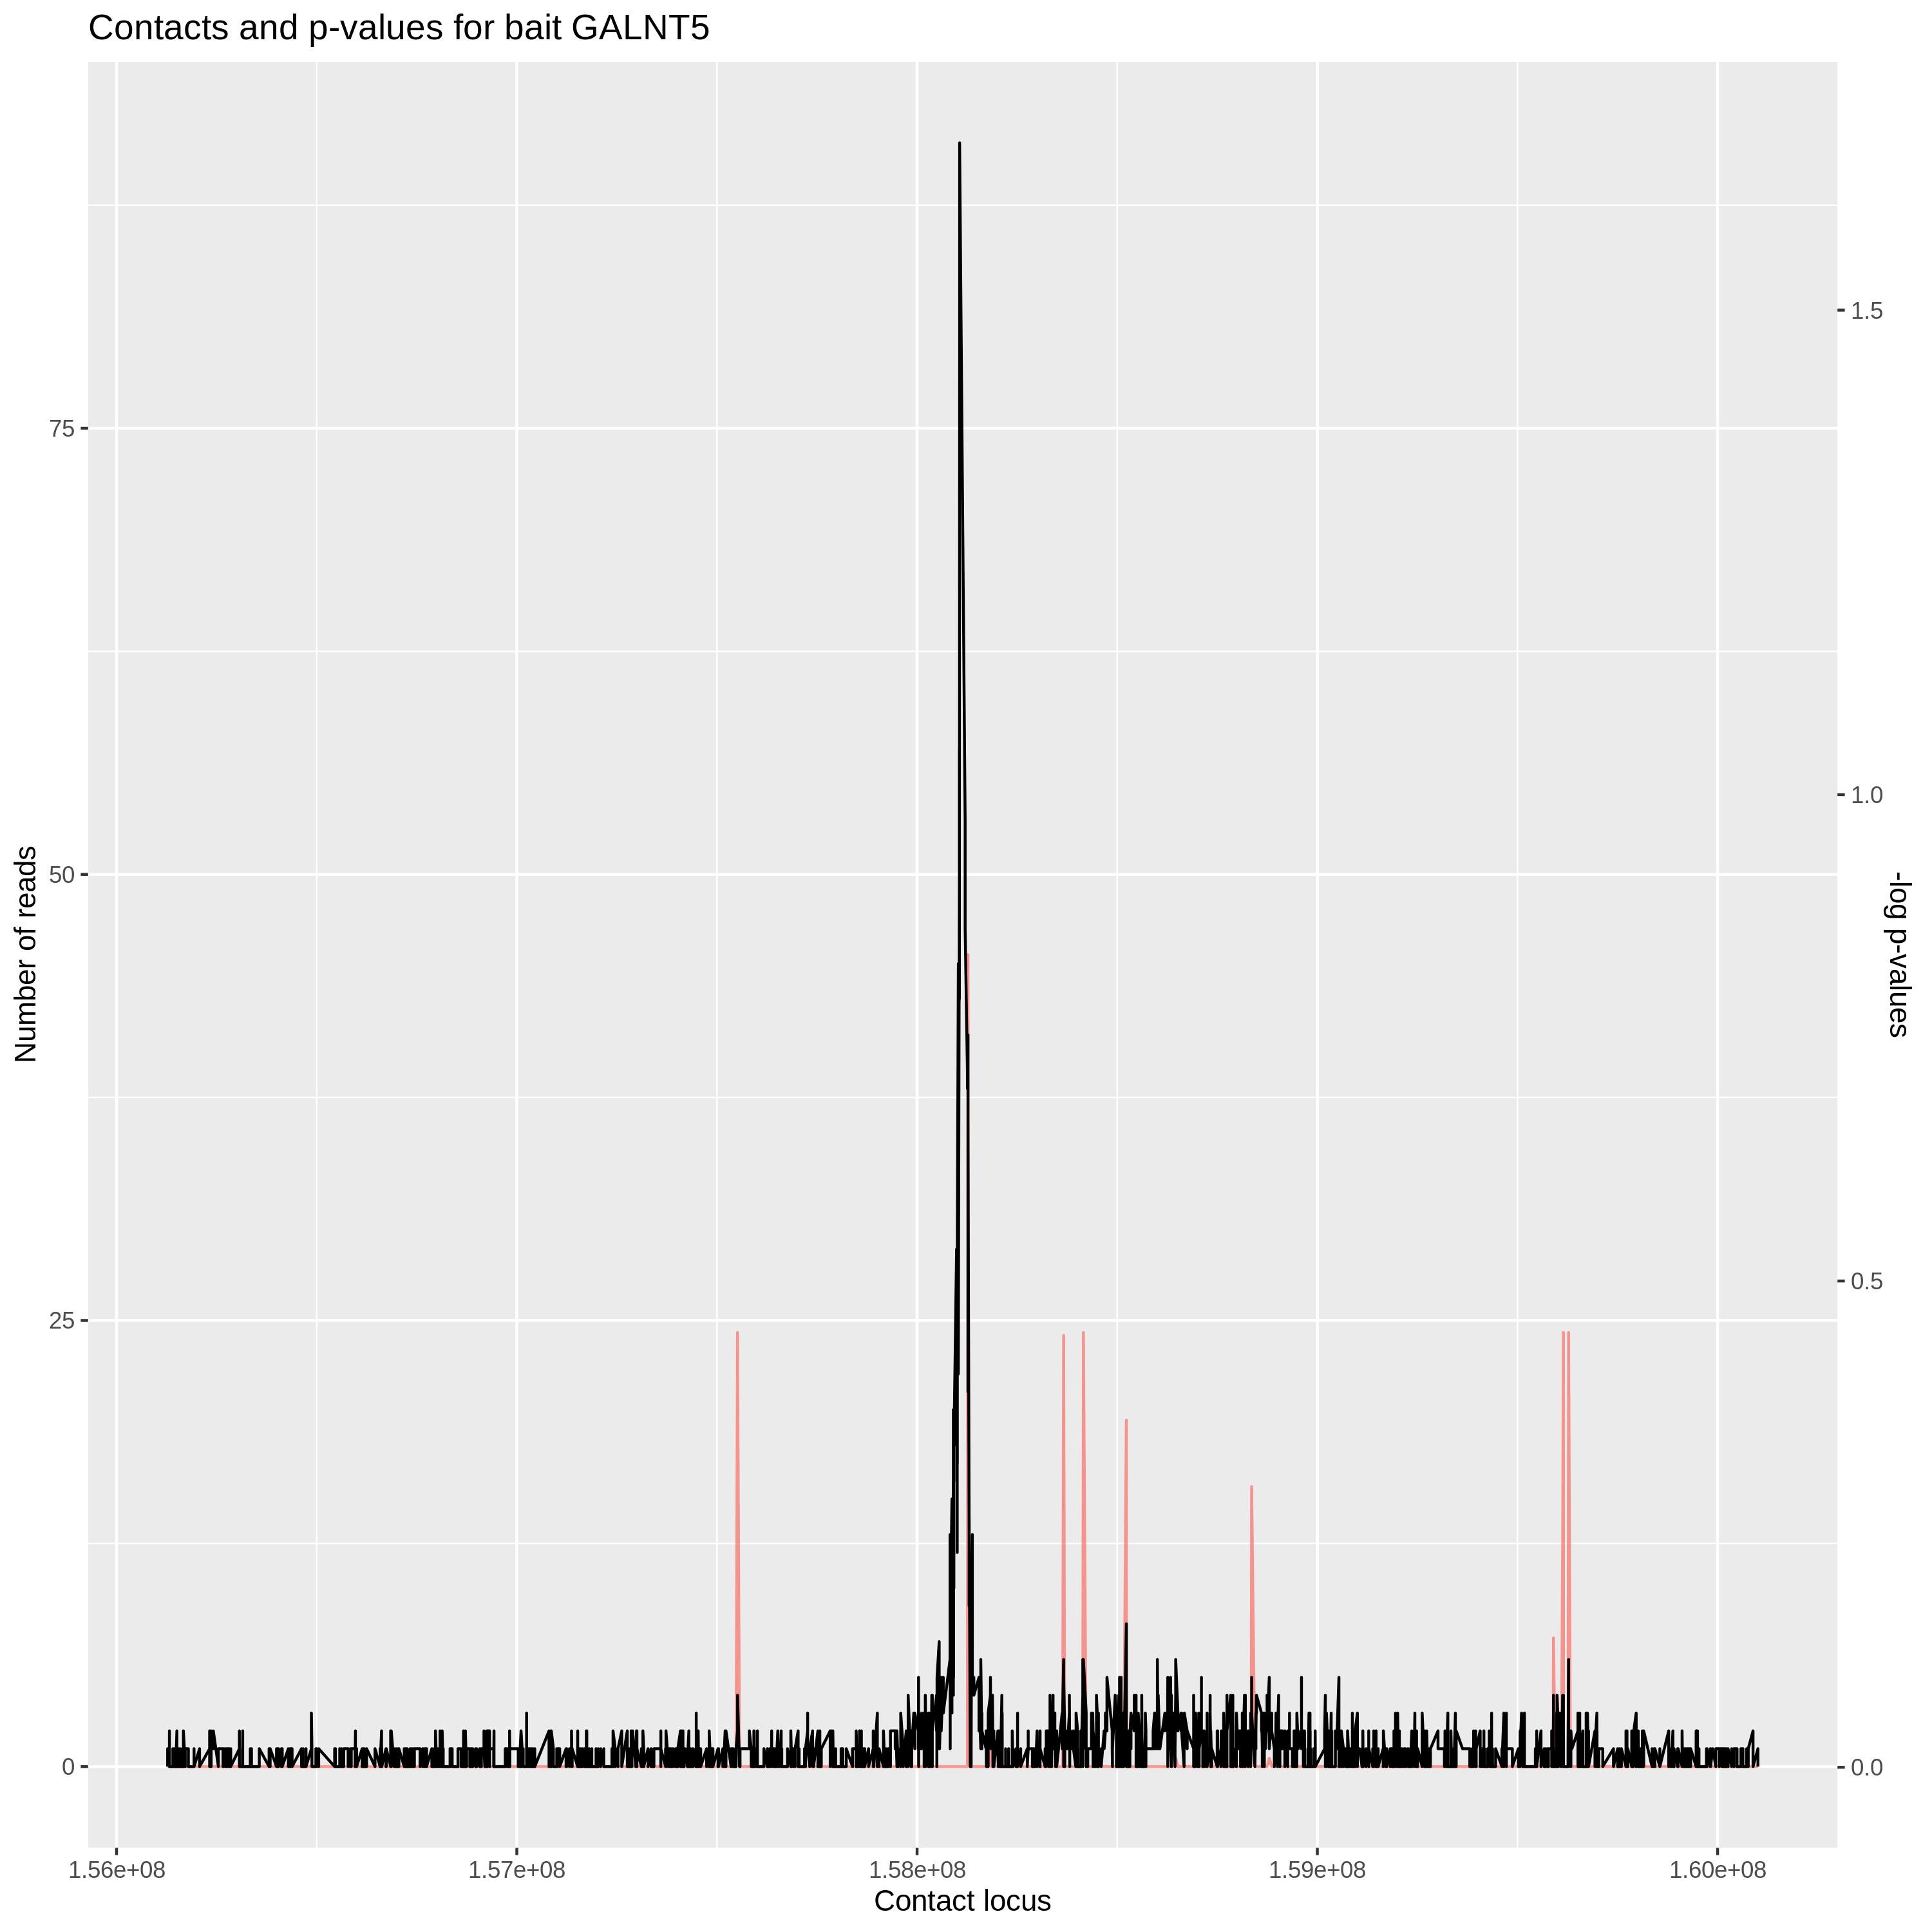 Contacts and p-values for bait GALNT5
75
50
25
0
Number of reads
1.5
1.0
0.5
0.0
-log p-values
1.56e+08 1.57e+08 1.58e+08 1.59e+08 1.60e+08
Contact locus